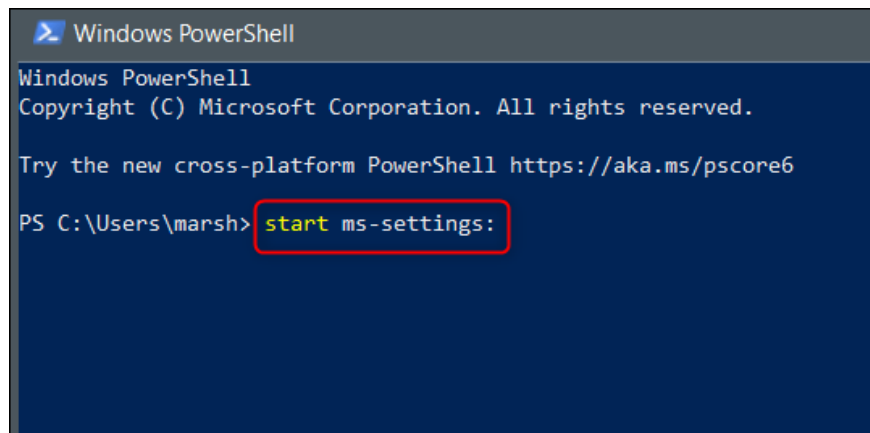 Windows PowerShell
Windows PowerShell
Copyright (C) Microsoft Corporation. All rights reserved.
Try the new cross-platform PowerShell https://aka.ms/pscore6
PS C:\Users\marsh> start ms-settings: